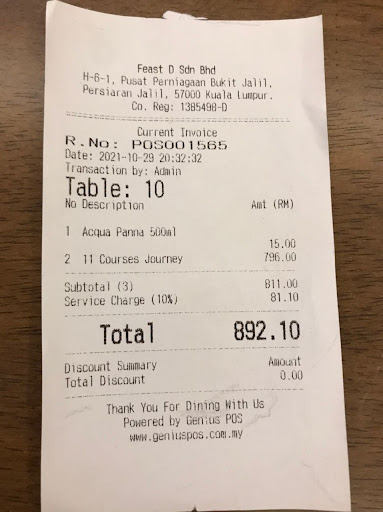 Feast D Sdn Bhd
H-6-1, Pusat Perniagaan Bukit Jalil,
Persiaran Jalil, 57000 Kuala Lumpur.
Co. Reg: 1385498-D
Current Invoice
R.No: POS001565
Date: 2021-10-29 20:32:32
Transaction by: Admin
Table: 10
No Description Amt (RM)
1 Acqua Panna 500ml
15.00
2 11 Courses Journey 796.00
Subtotal (3) 811.00
Service Charge (10%) 81.10
Total 892.10
Discount Summary Amount
Total Discount 0.00
Thank You For Dining With Us
Powered by Genius POS
www.geniuspos.com.my